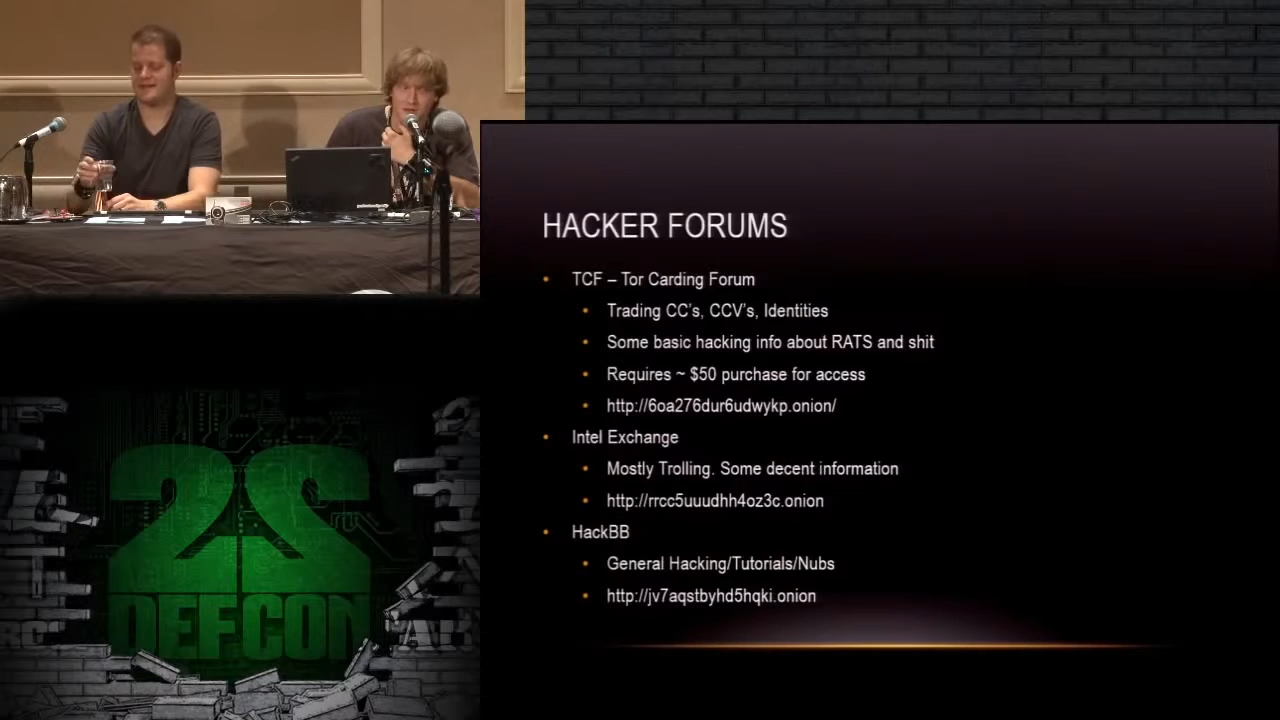 HACKER FORUMS
• TCF – Tor Carding Forum
• Trading CC's, CCV's, Identities
• Some basic hacking info about RATS and shit
• Requires ~ $50 purchase for access
• http://6oa276dur6udwykp.onion/
• Intel Exchange
• Mostly Trolling. Some decent information
• http://rrcc5uuudhh4oz3c.onion
• HackBB
• General Hacking/Tutorials/Nubs
• http://jv7aqstbyhd5hqki.onion
22
DEFCON